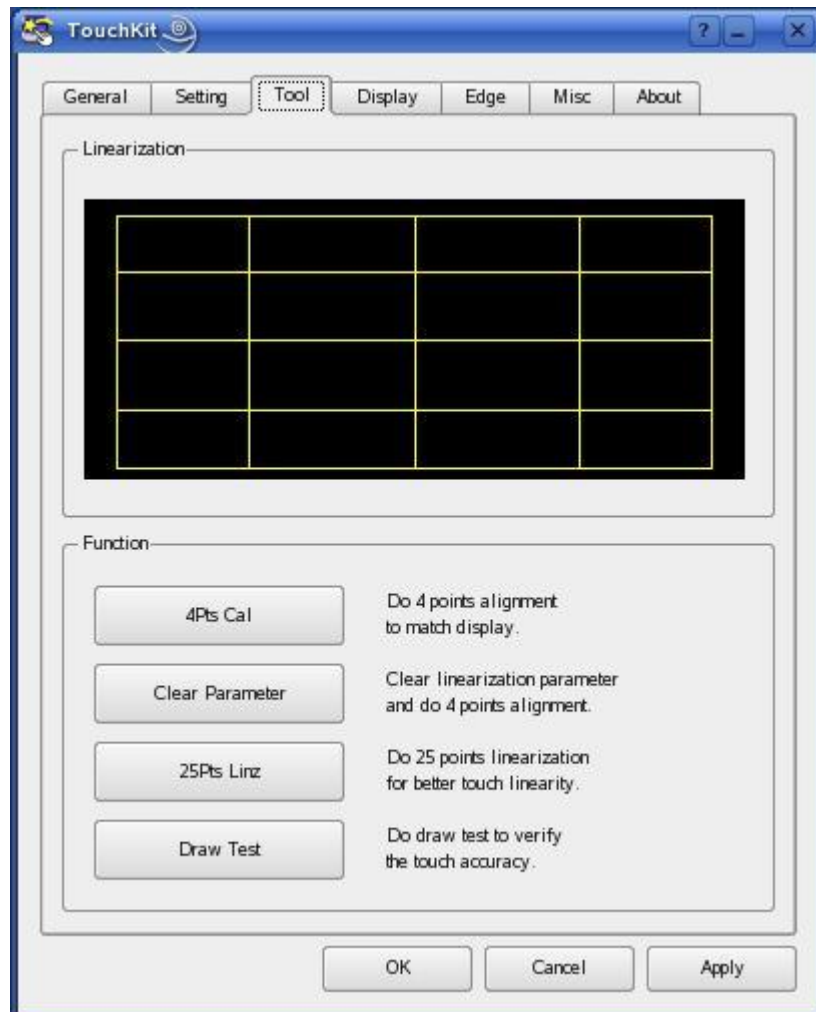 TouchKit
General Setting Tool Display Edge Misc About
Linearization
Function
4Pts Cal
Do 4 points alignment
to match display.
Clear Parameter
Clear linearization parameter
and do 4 points alignment.
25Pts Linz
Do 25 points linearization
for better touch linearity.
Draw Test
Do draw test to verify
the touch accuracy.
OK Cancel Apply